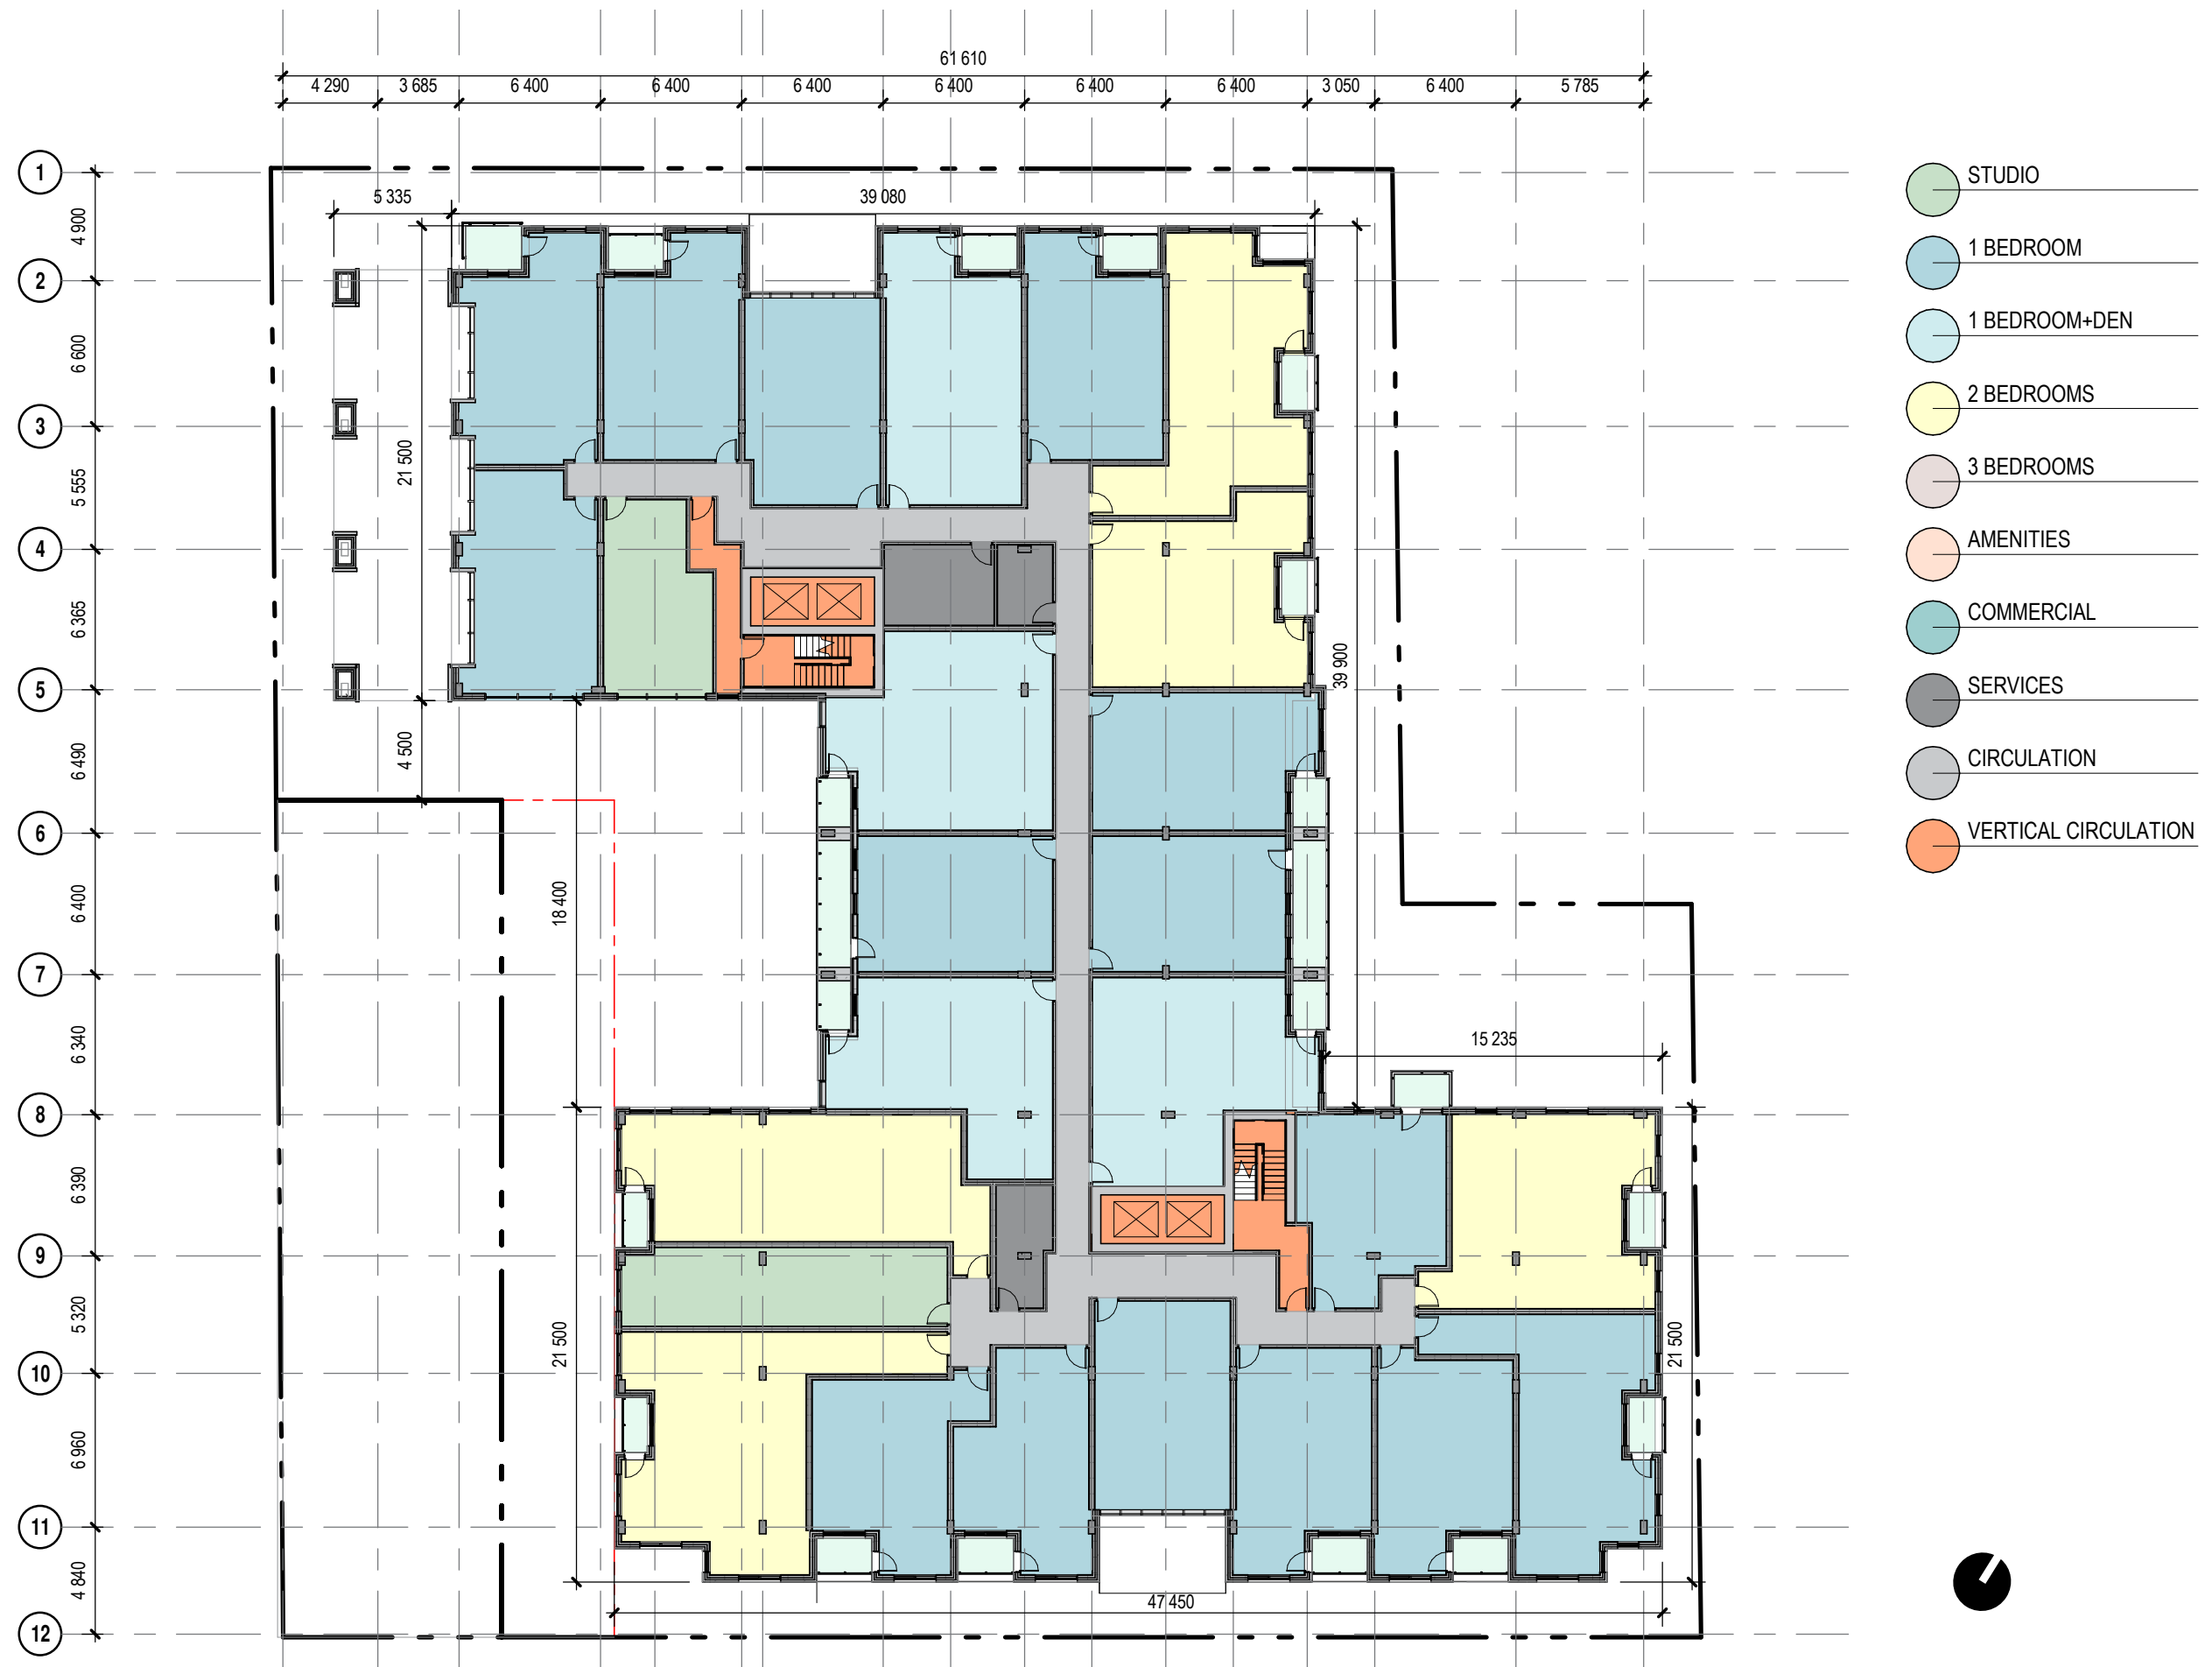 61 610
4 290 3 685 6 400 6 400 6 400 6 400 6 400 6 400 3 050 6 400 5 785
1
5 335 39 080
4 900
2
6 600
3
21 500
5 555
4
6 365
5
39 900
4 500
6 490
6
18 400
6 400
7
6 340
15 235
8
6 390
9
5 320
21 500
21 500
10
6 960
11
4 840
47 450
12
STUDIO
1 BEDROOM
1 BEDROOM+DEN
2 BEDROOMS
3 BEDROOMS
AMENITIES
COMMERCIAL
SERVICES
CIRCULATION
VERTICAL CIRCULATION